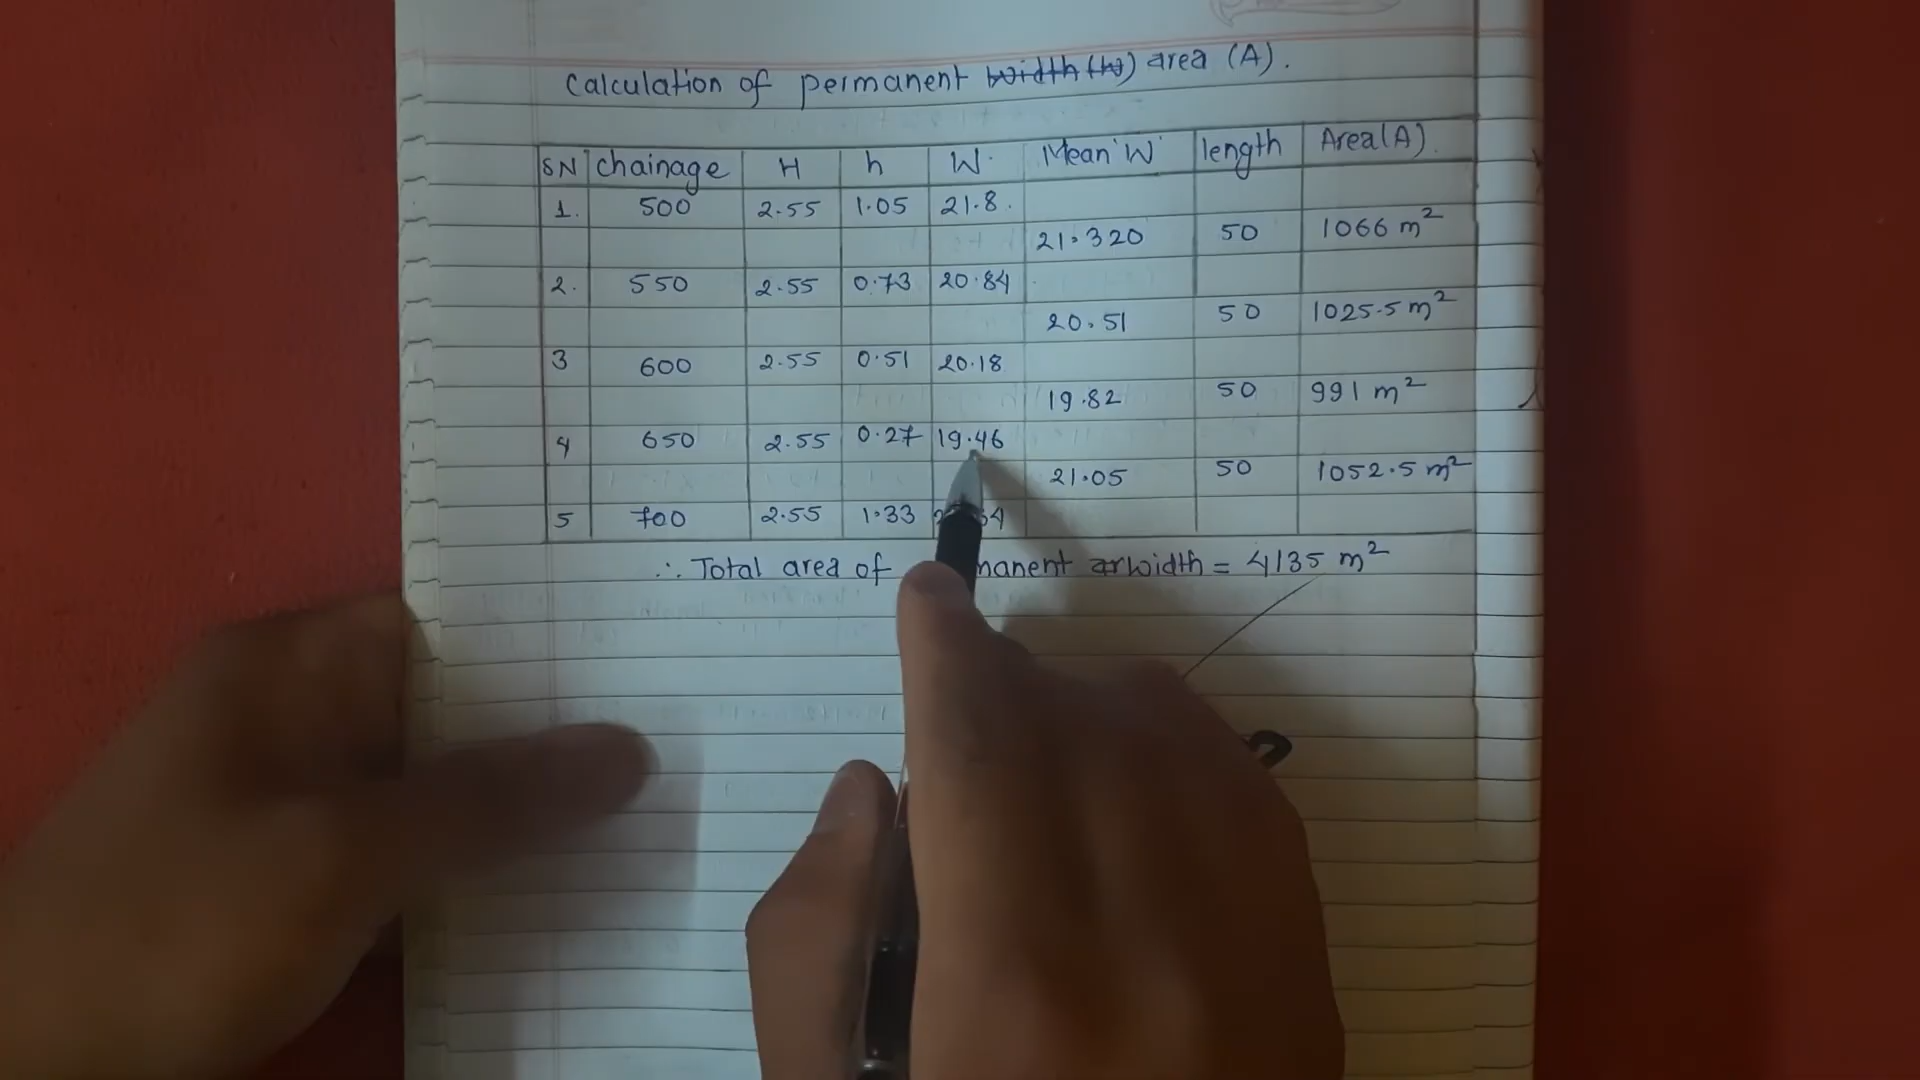 Calculation of permanent width (w) area (A).
SN chainage H h W. Mean 'W' length Area (A).
1. 500 2.55 1.05 21.8.
21.320 50 1066 m²
2. 550 2.55 0.73 20.84
20.51 50 1025.5 m²
3 600 2.55 0.51 20.18
19.82 50 991 m²
4 650 2.55 0.27 19.46
21.05 50 1052.5 m²
5 700 2.55 1.33
∴ Total area of width = 4135 m²